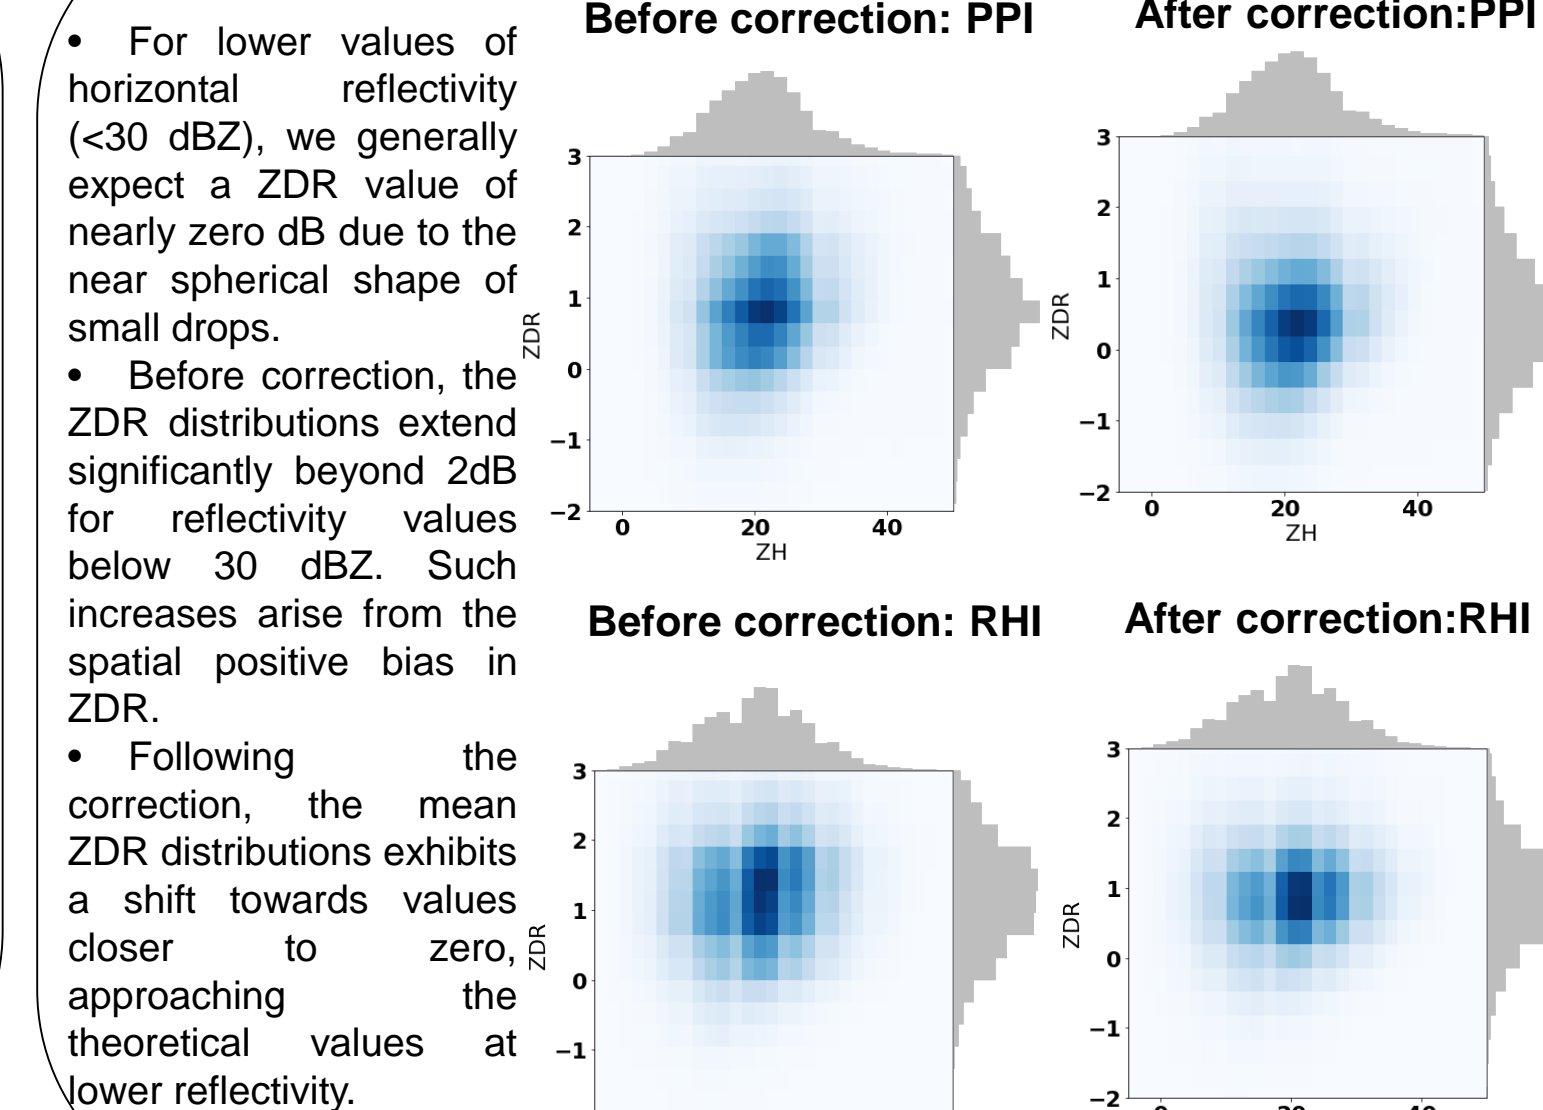 • For lower values of
horizontal reflectivity
(<30 dBZ), we generally
expect a ZDR value of
nearly zero dB due to the
near spherical shape of
small drops.
• Before correction, the
ZDR distributions extend
significantly beyond 2dB
for reflectivity values
below 30 dBZ. Such
increases arise from the
spatial positive bias in
ZDR.
• Following the
correction, the mean
ZDR distributions exhibits
a shift towards values
closer to zero,
approaching the
theoretical values at
lower reflectivity.
Before correction: PPI
3
2
1
0
−1
−2
ZDR
0 20 40
ZH
After correction:PPI
3
2
1
0
−1
−2
ZDR
0 20 40
ZH
Before correction: RHI
3
2
1
0
−1
ZDR
After correction:RHI
3
2
1
0
−1
−2
ZDR
0 20 40